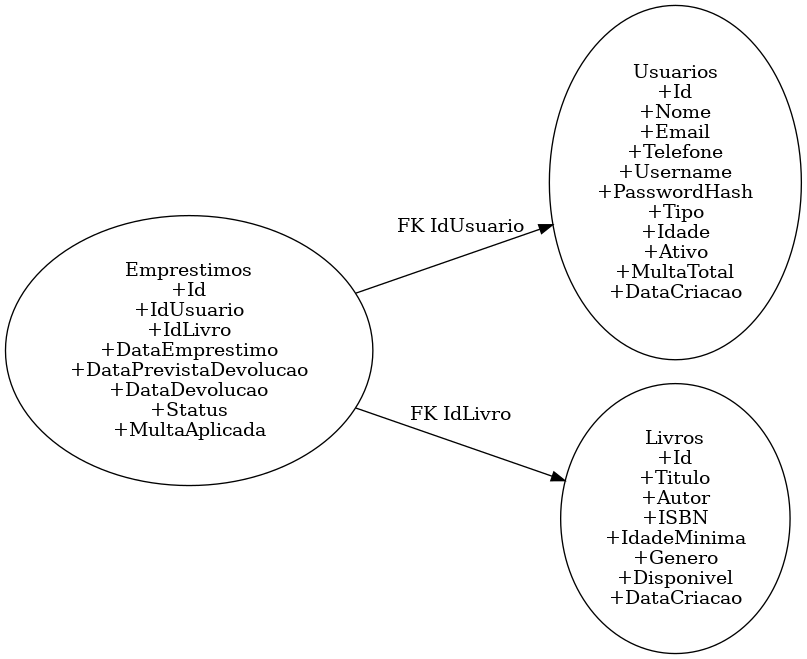 Usuarios
+Id
+Nome
+Email
+Telefone
+Username
+PasswordHash
+Tipo
+Idade
+Ativo
+MultaTotal
+DataCriacao
FK IdUsuario
Emprestimos
+Id
+IdUsuario
+IdLivro
+DataEmprestimo
+DataPrevistaDevolucao
+DataDevolucao
+Status
+MultaAplicada
FK IdLivro
Livros
+Id
+Titulo
+Autor
+ISBN
+IdadeMinima
+Genero
+Disponivel
+DataCriacao